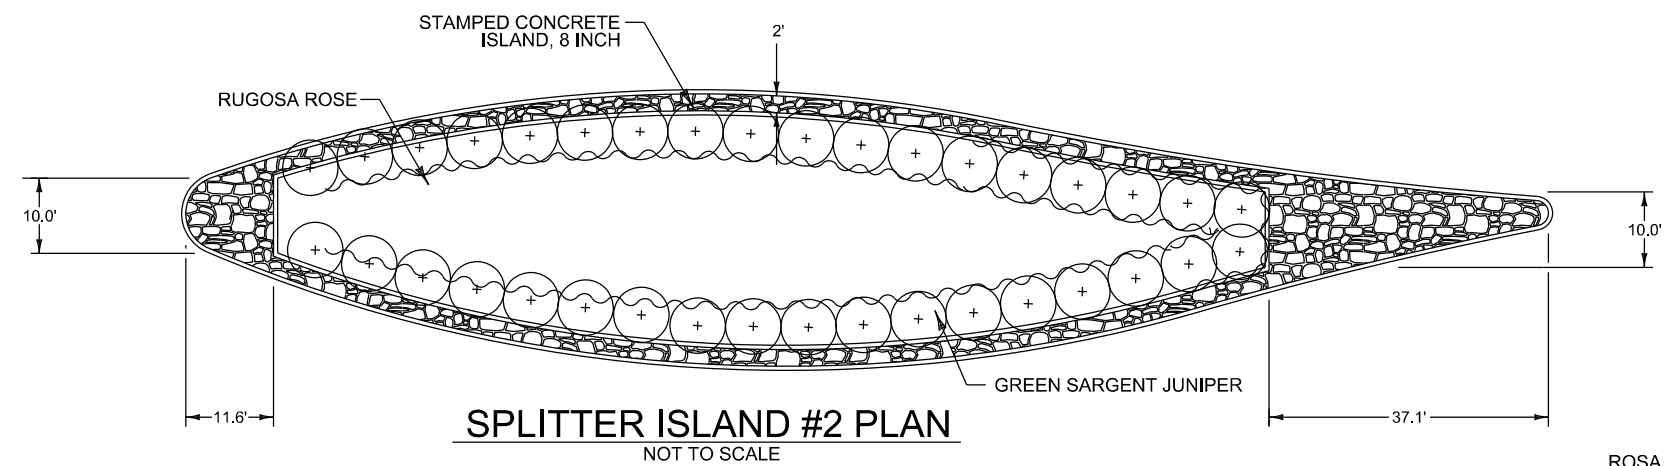 STAMPED CONCRETE
ISLAND, 8 INCH
2'
RUGOSA ROSE
10.0'
10.0'
GREEN SARGENT JUNIPER
11.6'
37.1'
SPLITTER ISLAND #2 PLAN
NOT TO SCALE
ROSA